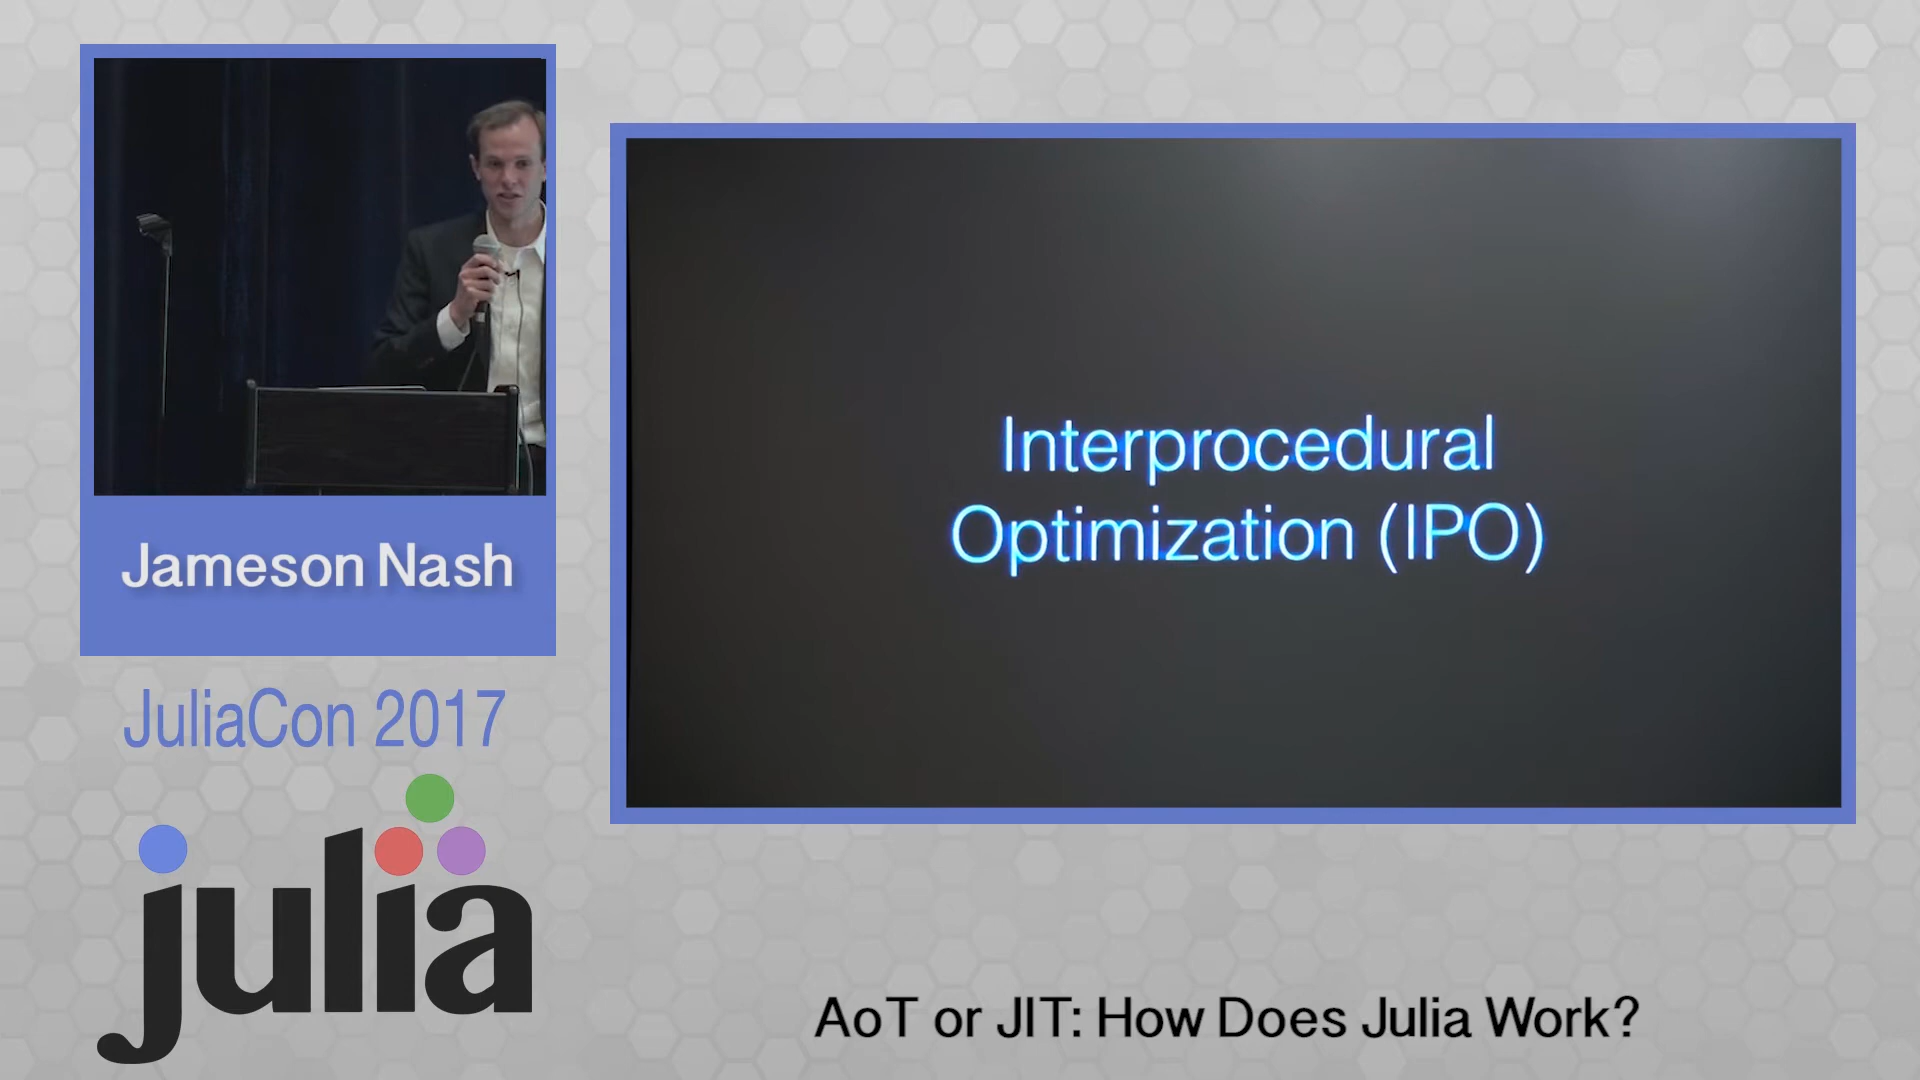 Interprocedural
Optimization (IPO)
Jameson Nash
JuliaCon 2017
julia
AoT or JIT: How Does Julia Work?